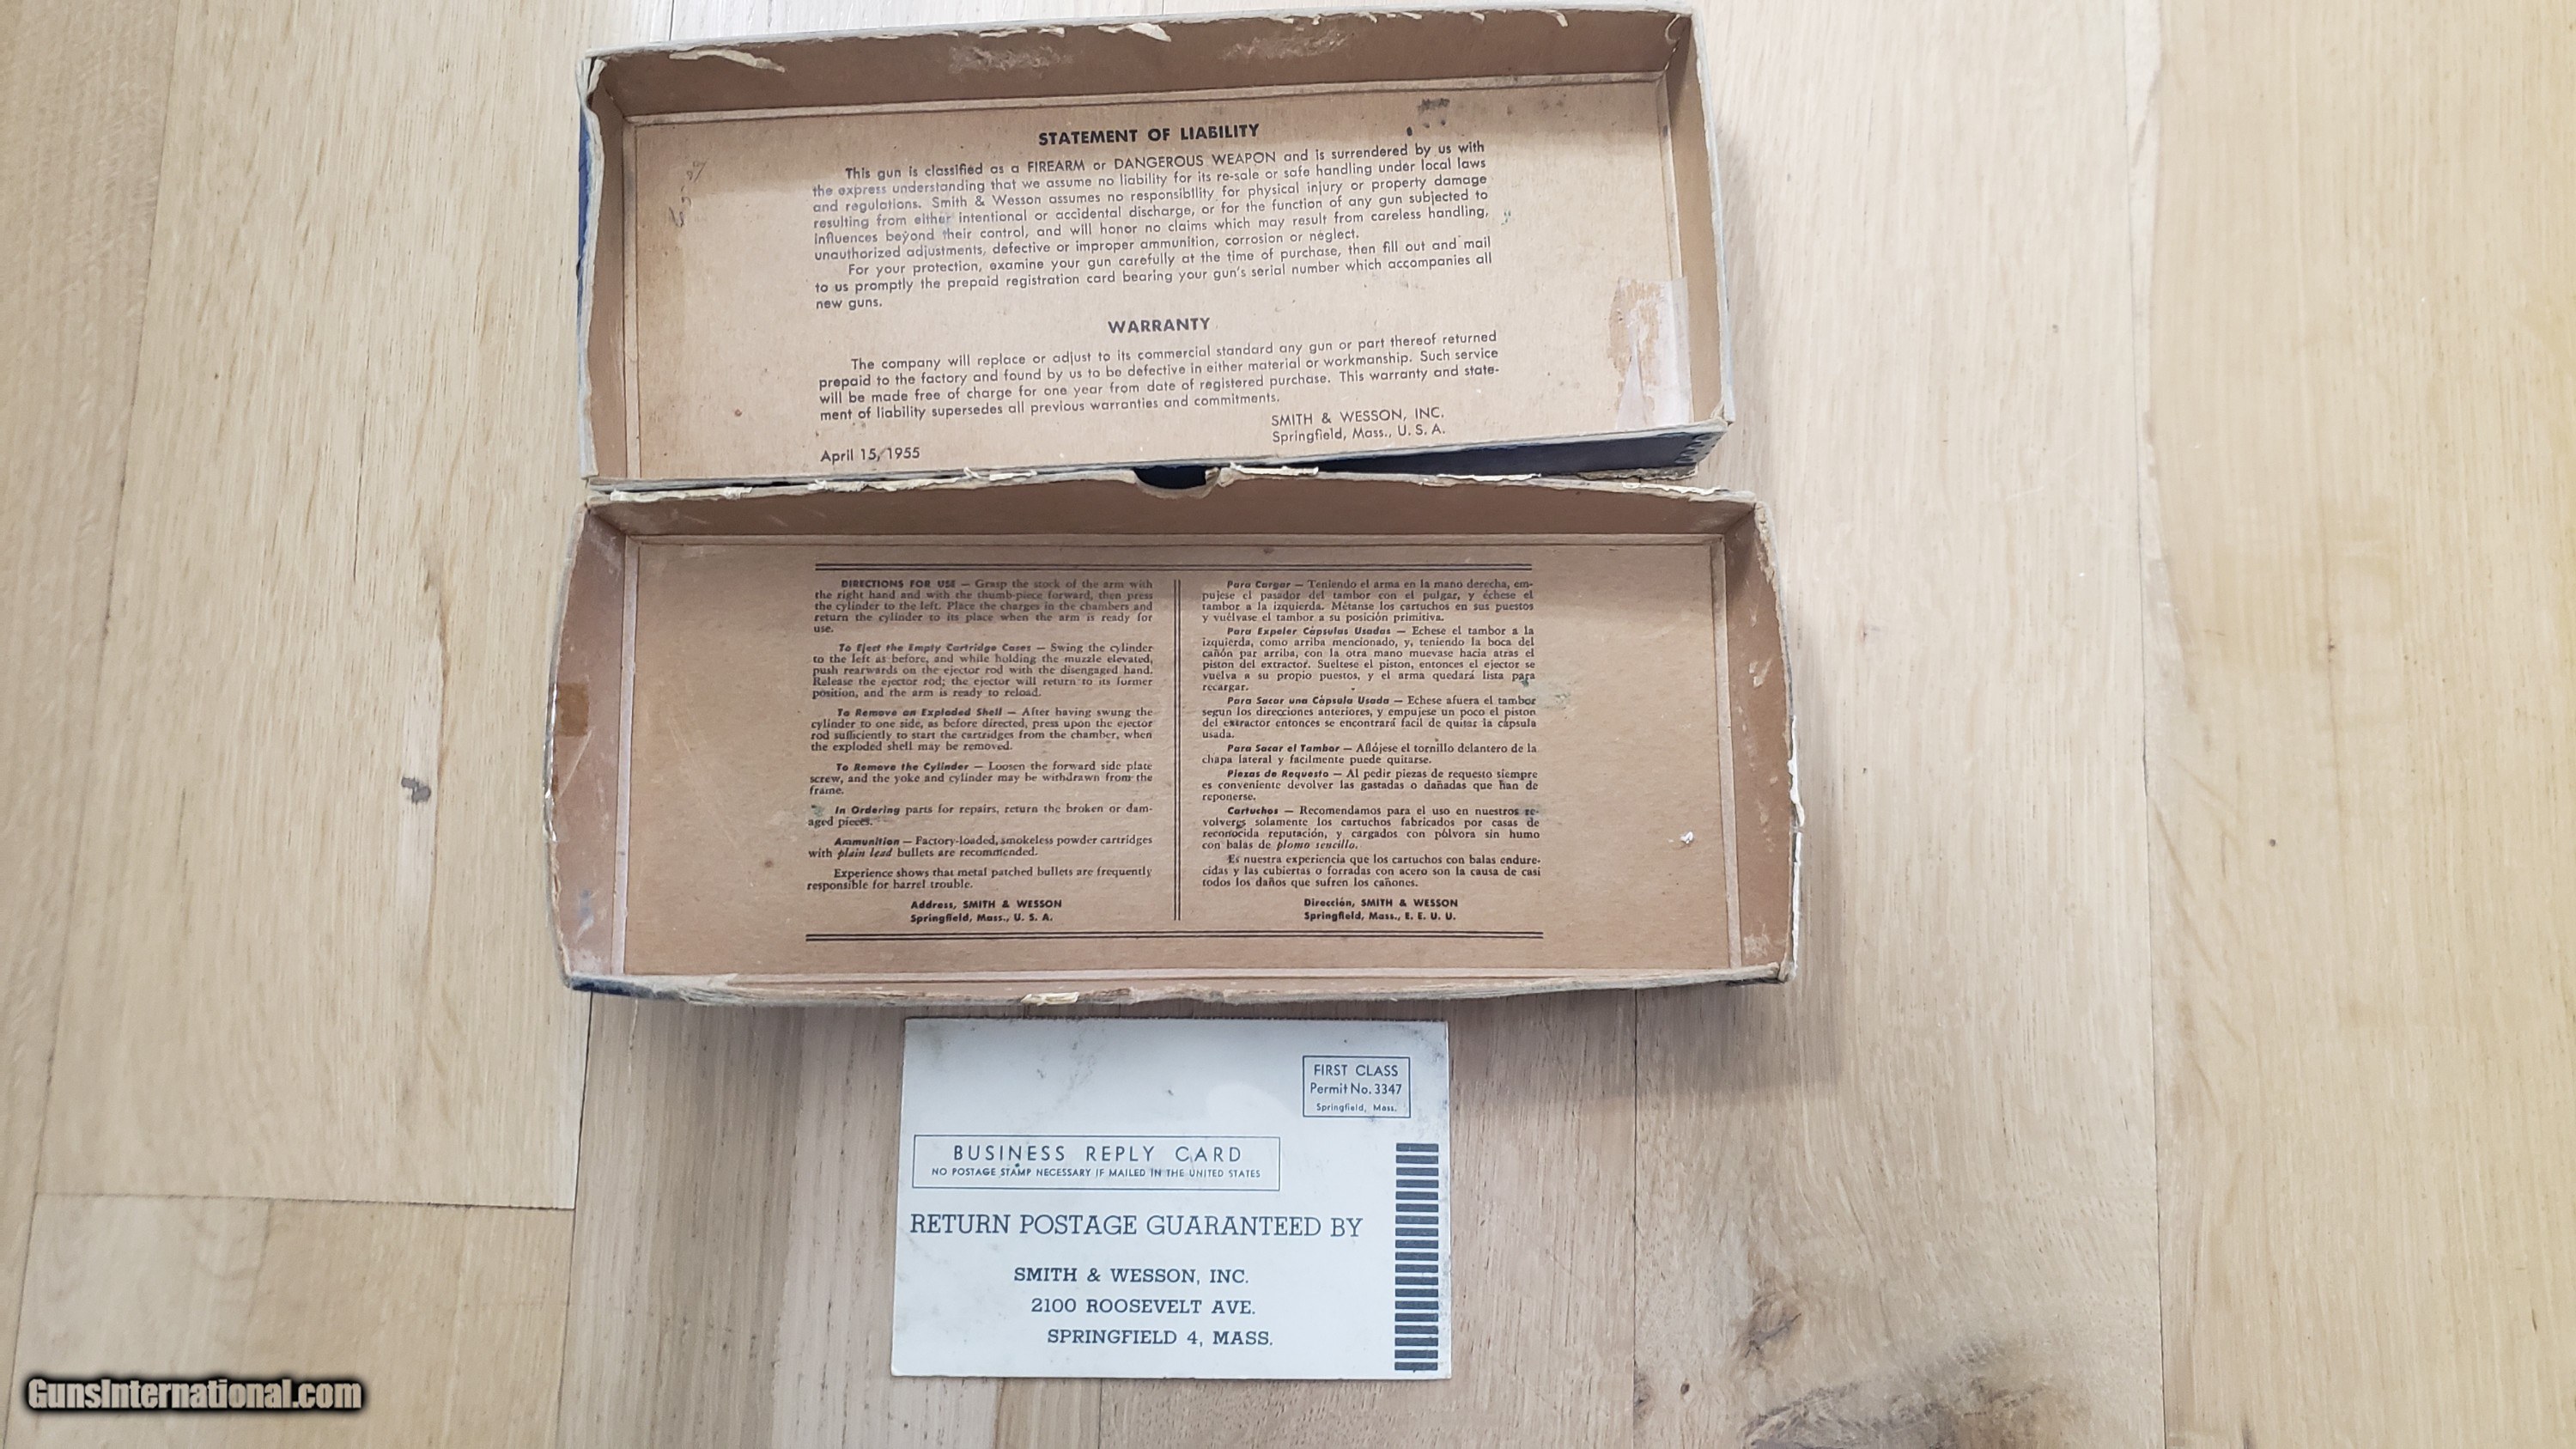 STATEMENT OF LIABILITY
This gun is classified as a FIREARM or DANGEROUS WEAPON and is surrendered by us with
the express understanding that we assume no liability for its re-sale or safe handling under local laws
and regulations. Smith & Wesson assumes no responsibility for physical injury or property damage
resulting from either intentional or accidental discharge, or for the function of any gun subjected to
influences beyond their control, and will honor no claims which may result from careless handling,
unauthorized adjustments, defective or improper ammunition, corrosion or neglect.
For your protection, examine your gun carefully at the time of purchase, then fill out and mail
to us promptly the prepaid registration card bearing your gun's serial number which accompanies all
new guns.
WARRANTY
The company will replace or adjust to its commercial standard any gun or part thereof returned
prepaid to the factory and found by us to be defective in either material or workmanship. Such service
will be made free of charge for one year from date of registered purchase. This warranty and state-
ment of liability supersedes all previous warranties and commitments.
SMITH & WESSON, INC.
Springfield, Mass., U. S. A.
April 15, 1955
DIRECTIONS FOR USE — Grasp the stock of the arm with
the right hand and with the thumb-piece forward, then press
the cylinder to the left. Place the charges in the chambers and
return the cylinder to its place when the arm is ready for
use.
To Eject the Empty Cartridge Cases — Swing the cylinder
to the left as before, and while holding the muzzle elevated,
push rearwards on the ejector rod with the disengaged hand.
Release the ejector rod; the ejector will return to its former
position, and the arm is ready to reload.
To Remove an Exploded Shell — After having swung the
cylinder to one side, as before directed, press upon the ejector
rod sufficiently to start the cartridges from the chamber, when
the exploded shell may be removed.
To Remove the Cylinder — Loosen the forward side plate
screw, and the yoke and cylinder may be withdrawn from the
frame.
In Ordering parts for repairs, return the broken or dam-
aged pieces.
Ammunition — Factory-loaded, smokeless powder cartridges
with plain lead bullets are recommended.
Experience shows that metal patched bullets are frequently
responsible for barrel trouble.
Address, SMITH & WESSON
Springfield, Mass., U. S. A.
Para Cargar — Teniendo el arma en la mano derecha, em-
pujese el pasador del tambor con el pulgar, y échese el
tambor a la izquierda. Métanse los cartuchos en sus puestos
y vuélvase el tambor a su posición primitiva.
Para Expeler Cápsulas Usadas — Echese el tambor a la
izquierda, como arriba mencionado, y, teniendo la boca del
cañón par arriba, con la otra mano muevase hacia atras el
piston del extractor. Sueltese el piston, entonces el ejector se
vuelva a su propio puestos, y el arma quedará lista para
recargar.
Para Sacar una Cápsula Usada — Echese afuera el tambor
segun los direcciones anteriores, y empujese un poco el piston
del extractor entonces se encontrará facil de quitar la cápsula
usada.
Para Sacar el Tambor — Aflójese el tornillo delantero de la
chapa lateral y facilmente puede quitarse.
Piezas de Requesto — Al pedir piezas de requesto siempre
es conveniente devolver las gastadas o dañadas que han de
reponerse.
Cartuchos — Recomendamos para el uso en nuestros re-
volvers solamente los cartuchos fabricados por casas de
reconocida reputación, y cargados con pólvora sin humo
con balas de plomo sencillo.
Es nuestra experiencia que los cartuchos con balas endure-
cidas y las cubiertas o forradas con acero son la causa de casi
todos los daños que sufren los cañones.
Dirección, SMITH & WESSON
Springfield, Mass., E. E. U. U.
FIRST CLASS
Permit No. 3347
Springfield, Mass.
BUSINESS REPLY CARD
NO POSTAGE STAMP NECESSARY IF MAILED IN THE UNITED STATES
RETURN POSTAGE GUARANTEED BY
SMITH & WESSON, INC.
2100 ROOSEVELT AVE.
SPRINGFIELD 4, MASS.
GunsInternational.com